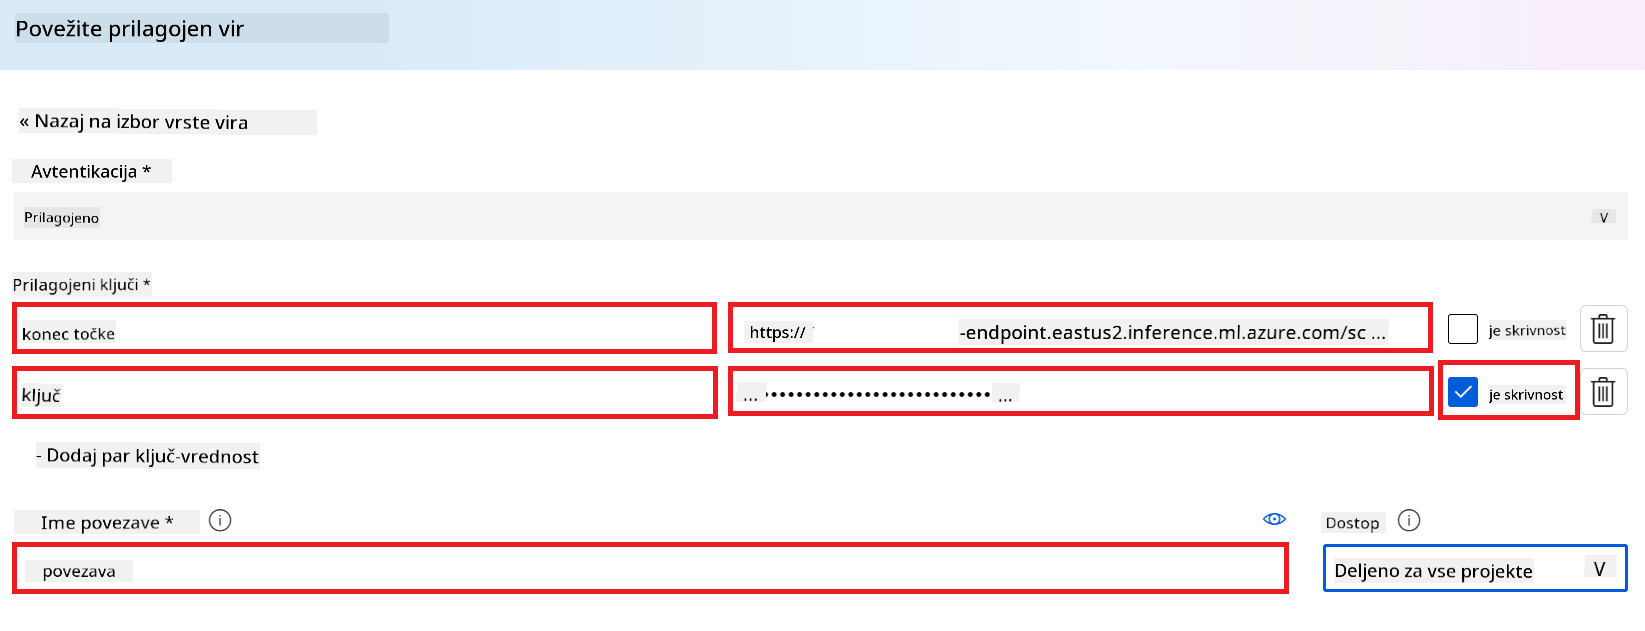 Povežite prilagojen vir
« Nazaj na izbor vrste vira
Avtentikacija *
Prilagojeno V
Prilagojeni ključi *
konec točke https:// -endpoint.eastus2.inference.ml.azure.com/sc ... je skrivnost
ključ ... •••••••••••••••••••••••••• ... je skrivnost
- Dodaj par ključ-vrednost
Ime povezave * Dostop
povezava Deljeno za vse projekte V